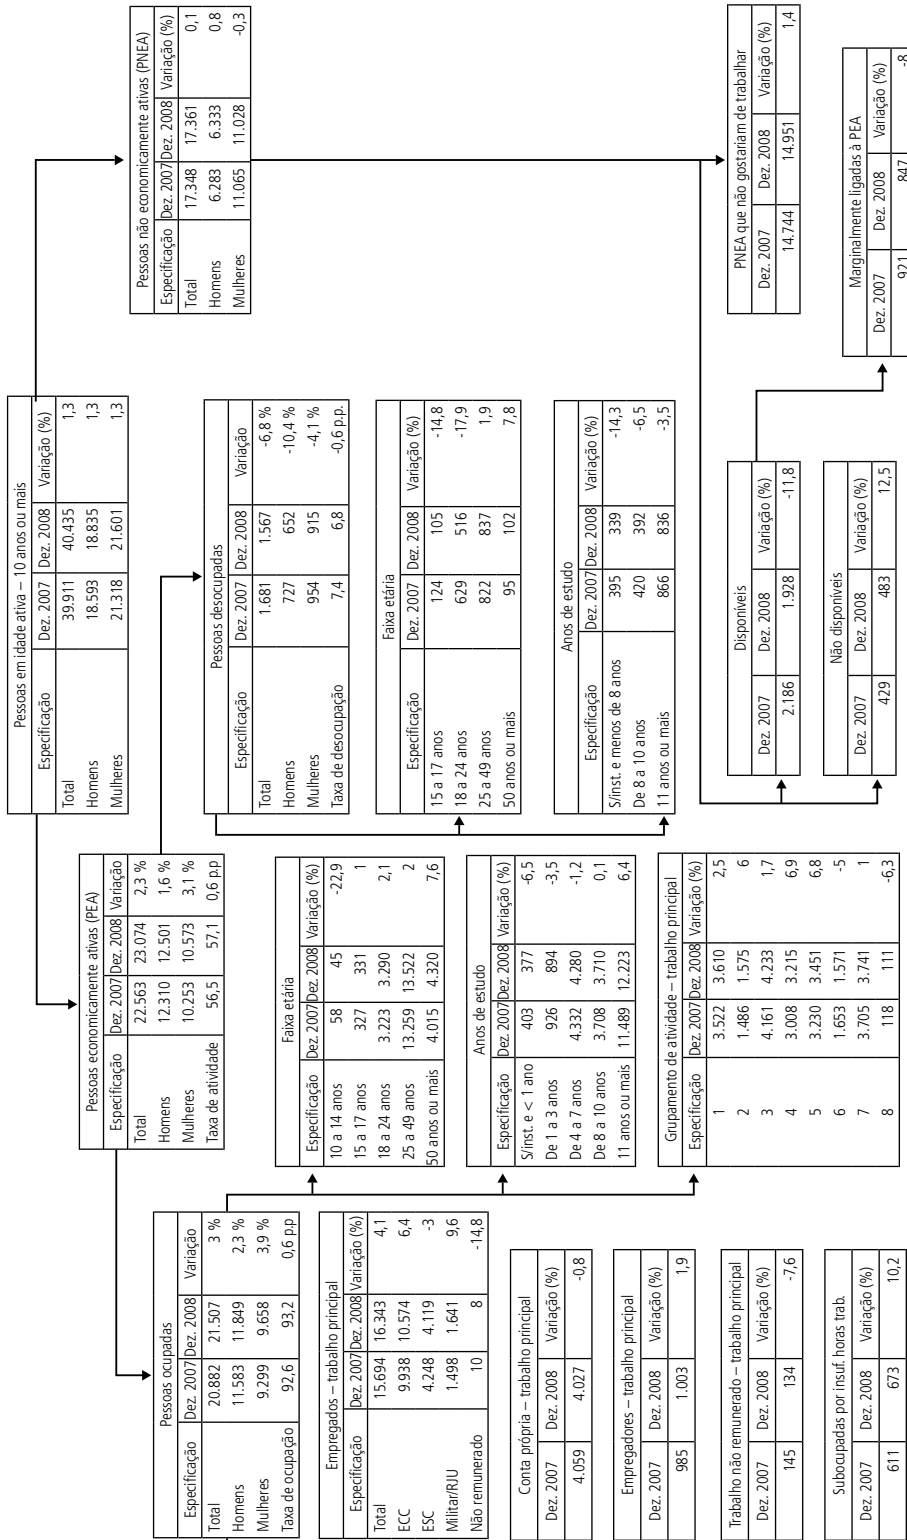 Pessoas em idade ativa – 10 anos ou mais
Especificação Dez. 2007 Dez. 2008 Variação (%)
Total 39.911 40.435 1,3
Homens 18.593 18.835 1,3
Mulheres 21.318 21.601 1,3
Pessoas economicamente ativas (PEA)
Especificação Dez. 2007 Dez. 2008 Variação
Total 22.563 23.074 2,3 %
Homens 12.310 12.501 1,6 %
Mulheres 10.253 10.573 3,1 %
Taxa de atividade 56,5 57,1 0,6 p.p
Pessoas não economicamente ativas (PNEA)
Especificação Dez. 2007 Dez. 2008 Variação (%)
Total 17.348 17.361 0,1
Homens 6.283 6.333 0,8
Mulheres 11.065 11.028 -0,3
Pessoas ocupadas
Especificação Dez. 2007 Dez. 2008 Variação
Total 20.882 21.507 3 %
Homens 11.583 11.849 2,3 %
Mulheres 9.299 9.658 3,9 %
Taxa de ocupação 92,6 93,2 0,6 p.p
Pessoas desocupadas
Especificação Dez. 2007 Dez. 2008 Variação
Total 1.681 1.567 -6,8 %
Homens 727 652 -10,4 %
Mulheres 954 915 -4,1 %
Taxa de desocupação 7,4 6,8 -0,6 p.p.
Empregados – trabalho principal
Especificação Dez. 2007 Dez. 2008 Variação (%)
Total 15.694 16.343 4,1
ECC 9.938 10.574 6,4
ESC 4.248 4.119 -3
Militar/RJU 1.498 1.641 9,6
Não remunerado 10 8 -14,8
Faixa etária
Especificação Dez. 2007 Dez. 2008 Variação (%)
10 a 14 anos 58 45 -22,9
15 a 17 anos 327 331 1
18 a 24 anos 3.223 3.290 2,1
25 a 49 anos 13.259 13.522 2
50 anos ou mais 4.015 4.320 7,6
Faixa etária
Especificação Dez. 2007 Dez. 2008 Variação (%)
15 a 17 anos 124 105 -14,8
18 a 24 anos 629 516 -17,9
25 a 49 anos 822 837 1,9
50 anos ou mais 95 102 7,8
Conta própria – trabalho principal
Dez. 2007 Dez. 2008 Variação (%)
4.059 4.027 -0,8
Anos de estudo
Especificação Dez. 2007 Dez. 2008 Variação (%)
S/inst. e < 1 ano 403 377 -6,5
De 1 a 3 anos 926 894 -3,5
De 4 a 7 anos 4.332 4.280 -1,2
De 8 a 10 anos 3.708 3.710 0,1
11 anos ou mais 11.489 12.223 6,4
Anos de estudo
Especificação Dez. 2007 Dez. 2008 Variação (%)
S/inst. e menos de 8 anos 395 339 -14,3
De 8 a 10 anos 420 392 -6,5
11 anos ou mais 866 836 -3,5
Empregadores – trabalho principal
Dez. 2007 Dez. 2008 Variação (%)
985 1.003 1,9
Trabalho não remunerado – trabalho principal
Dez. 2007 Dez. 2008 Variação (%)
145 134 -7,6
Subocupadas por insuf. horas trab.
Dez. 2007 Dez. 2008 Variação (%)
611 673 10,2
Grupamento de atividade – trabalho principal
Especificação Dez. 2007 Dez. 2008 Variação (%)
1 3.522 3.610 2,5
2 1.486 1.575 6
3 4.161 4.233 1,7
4 3.008 3.215 6,9
5 3.230 3.451 6,8
6 1.653 1.571 -5
7 3.705 3.741 1
8 118 111 -6,3
Disponíveis
Dez. 2007 Dez. 2008 Variação (%)
2.186 1.928 -11,8
Não disponíveis
Dez. 2007 Dez. 2008 Variação (%)
429 483 12,5
PNEA que não gostariam de trabalhar
Dez. 2007 Dez. 2008 Variação (%)
14.744 14.951 1,4
Marginalmente ligadas à PEA
Dez. 2007 Dez. 2008 Variação (%)
921 847 -8